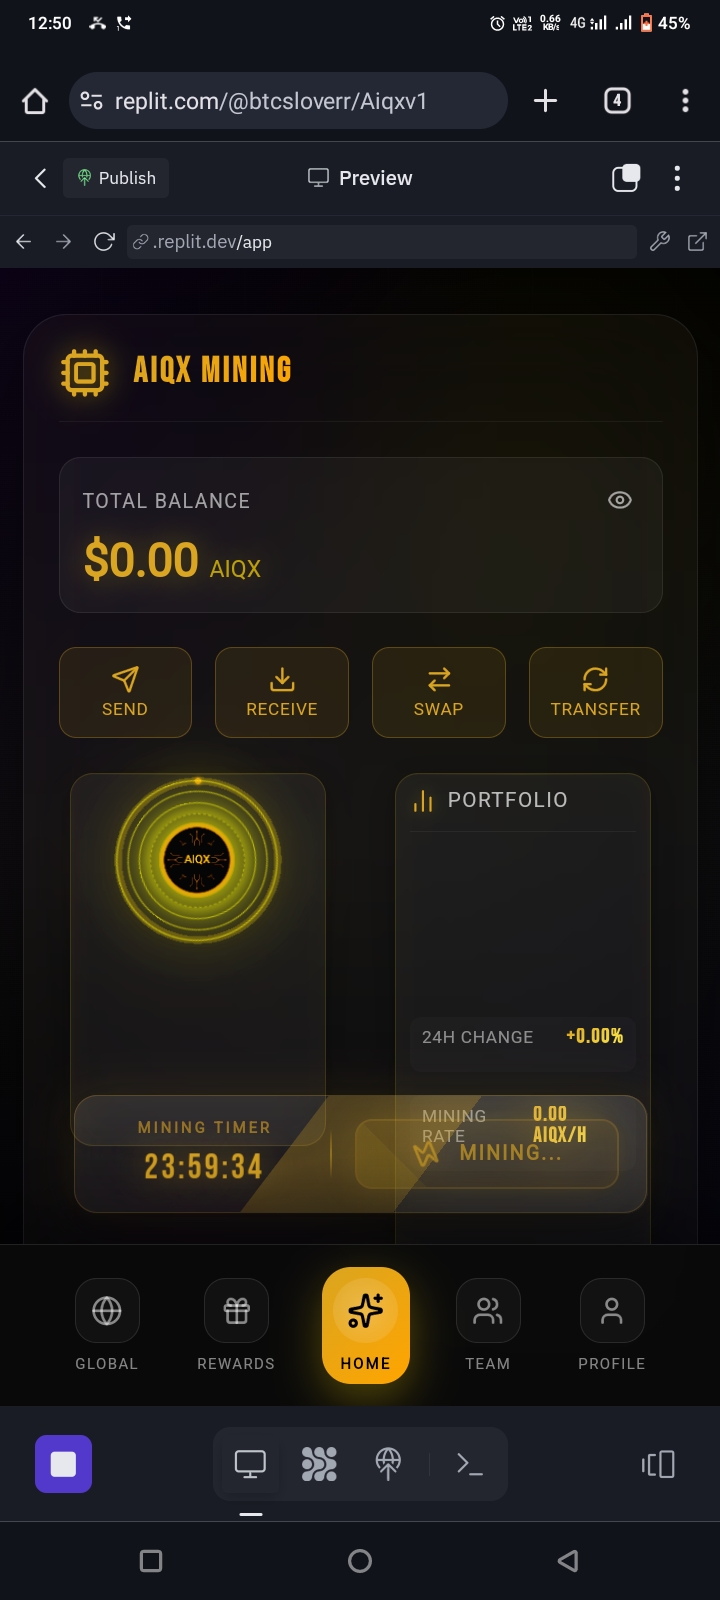 12:50
Vo)) 1
LTE2
0.66
KB/s
4G
45%
replit.com/@btcsloverr/Aiqxv1
4
Publish
Preview
.replit.dev/app
AIQX MINING
TOTAL BALANCE
$0.00 AIQX
SEND
RECEIVE
SWAP
TRANSFER
AIQX
PORTFOLIO
24H CHANGE
+0.00%
MINING
RATE
0.00
AIQX/H
MINING TIMER
23:59:34
MINING...
GLOBAL
REWARDS
HOME
TEAM
PROFILE